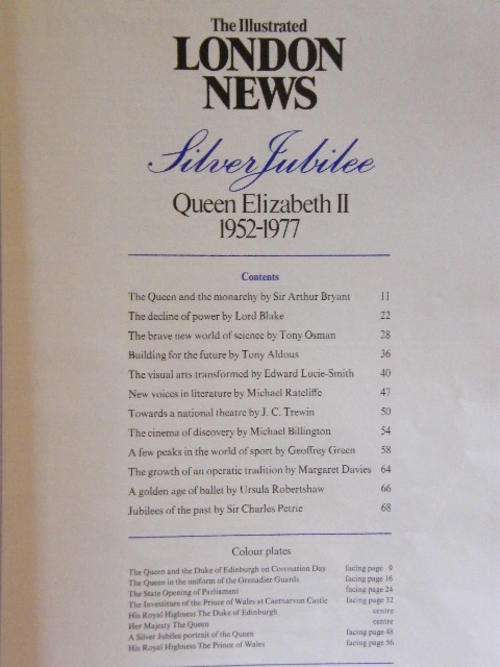 The Illustrated
LONDON
NEWS
Silver Jubilee
Queen Elizabeth II
1952-1977
Contents
The Queen and the monarchy by Sir Arthur Bryant 11
The decline of power by Lord Blake 22
The brave new world of science by Tony Osman 28
Building for the future by Tony Aldous 36
The visual arts transformed by Edward Lucie-Smith 40
New voices in literature by Michael Ratcliffe 47
Towards a national theatre by J. C. Trewin 50
The cinema of discovery by Michael Billington 54
A few peaks in the world of sport by Geoffrey Green 58
The growth of an operatic tradition by Margaret Davies 64
A golden age of ballet by Ursula Robertshaw 66
Jubilees of the past by Sir Charles Petrie 68
Colour plates
The Queen and the Duke of Edinburgh on Coronation Day facing page 9
The Queen in the uniform of the Grenadier Guards facing page 16
The State Opening of Parliament facing page 24
The Investiture of the Prince of Wales at Caernarvon Castle facing page 32
His Royal Highness The Duke of Edinburgh centre
Her Majesty The Queen centre
A Silver Jubilee portrait of the Queen facing page 48
His Royal Highness The Prince of Wales facing page 56